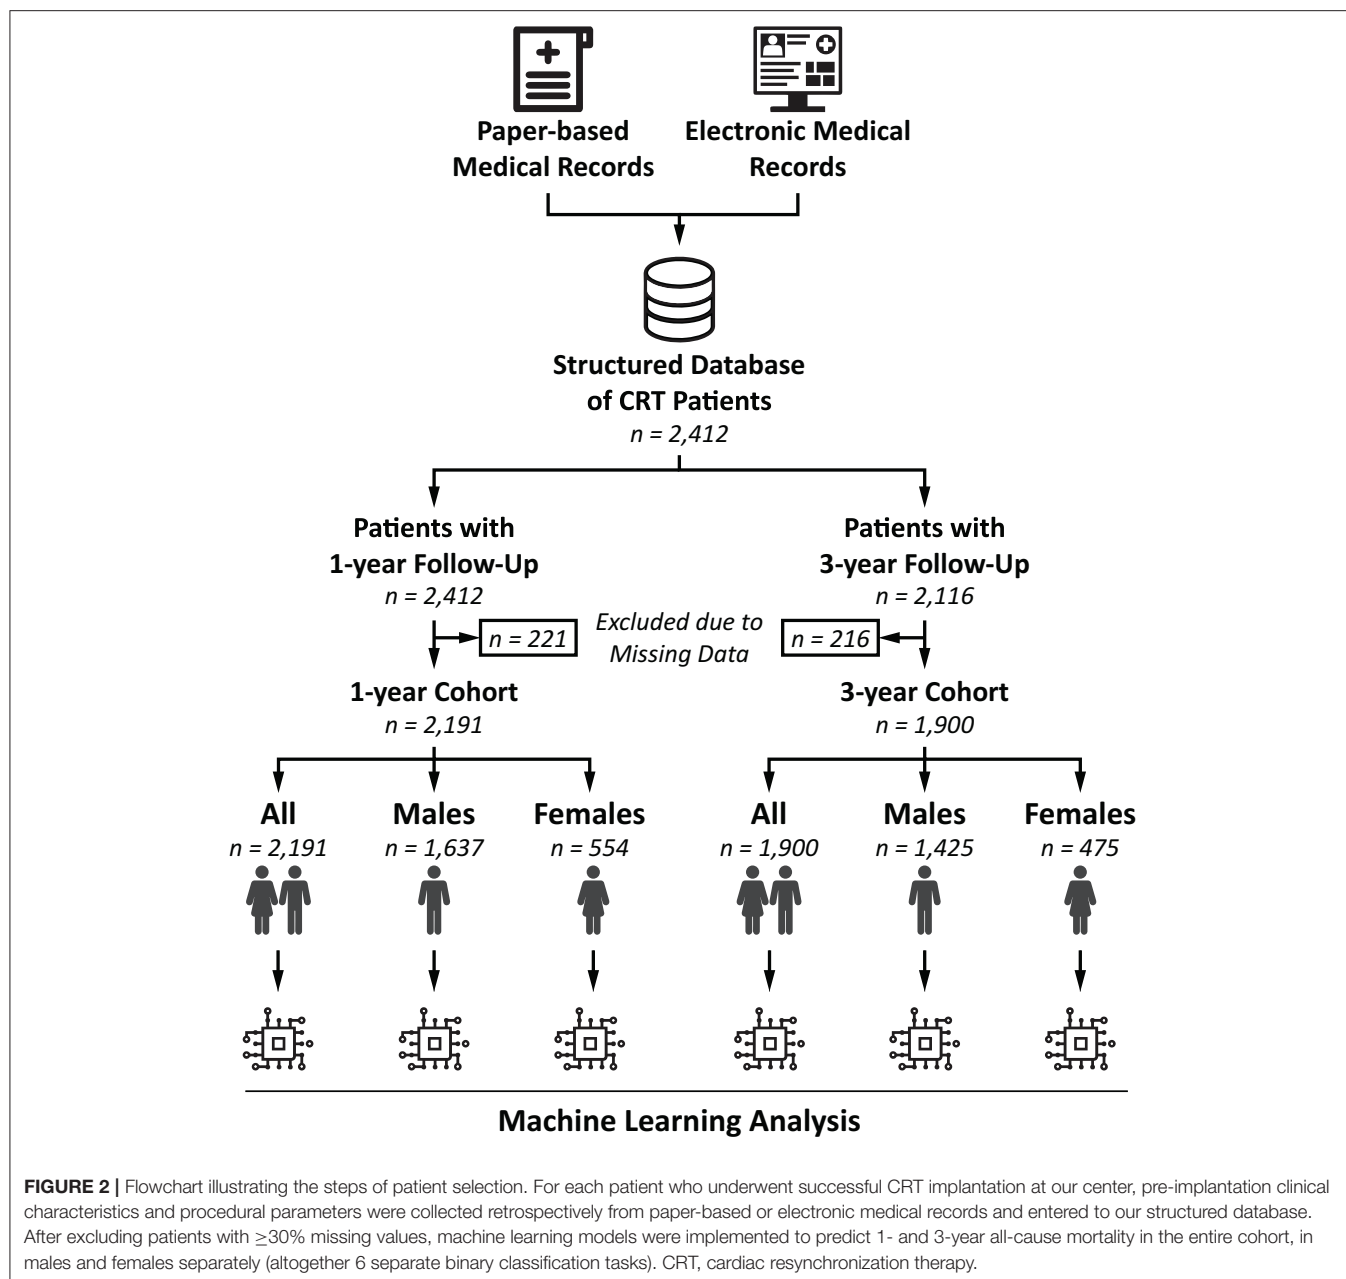 Paper-based
Medical Records
Electronic Medical
Records
Structured Database
of CRT Patients
n = 2,412
Patients with
1-year Follow-Up
n = 2,412
Patients with
3-year Follow-Up
n = 2,116
n = 221
Excluded due to
Missing Data
n = 216
1-year Cohort
n = 2,191
3-year Cohort
n = 1,900
All
n = 2,191
Males
n = 1,637
Females
n = 554
All
n = 1,900
Males
n = 1,425
Females
n = 475
Machine Learning Analysis
FIGURE 2 | Flowchart illustrating the steps of patient selection. For each patient who underwent successful CRT implantation at our center, pre-implantation clinical
characteristics and procedural parameters were collected retrospectively from paper-based or electronic medical records and entered to our structured database.
After excluding patients with ≥30% missing values, machine learning models were implemented to predict 1- and 3-year all-cause mortality in the entire cohort, in
males and females separately (altogether 6 separate binary classification tasks). CRT, cardiac resynchronization therapy.